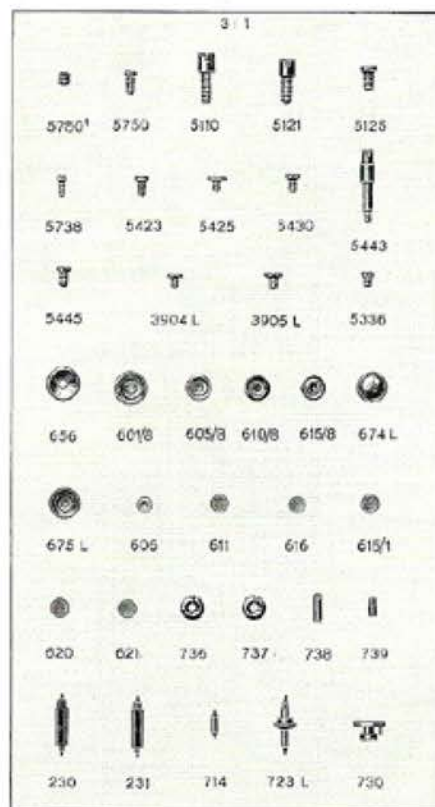 3 : 1
5750¹ 5750 5110 5121 5125
5738 5423 5425 5430
5443
5445 3904 L 3905 L 5336
656 601/8 605/8 610/8 615/8 674 L
675 L 606 611 616 615/1
620 621 736 737 738 739
230 231 714 723 L 730